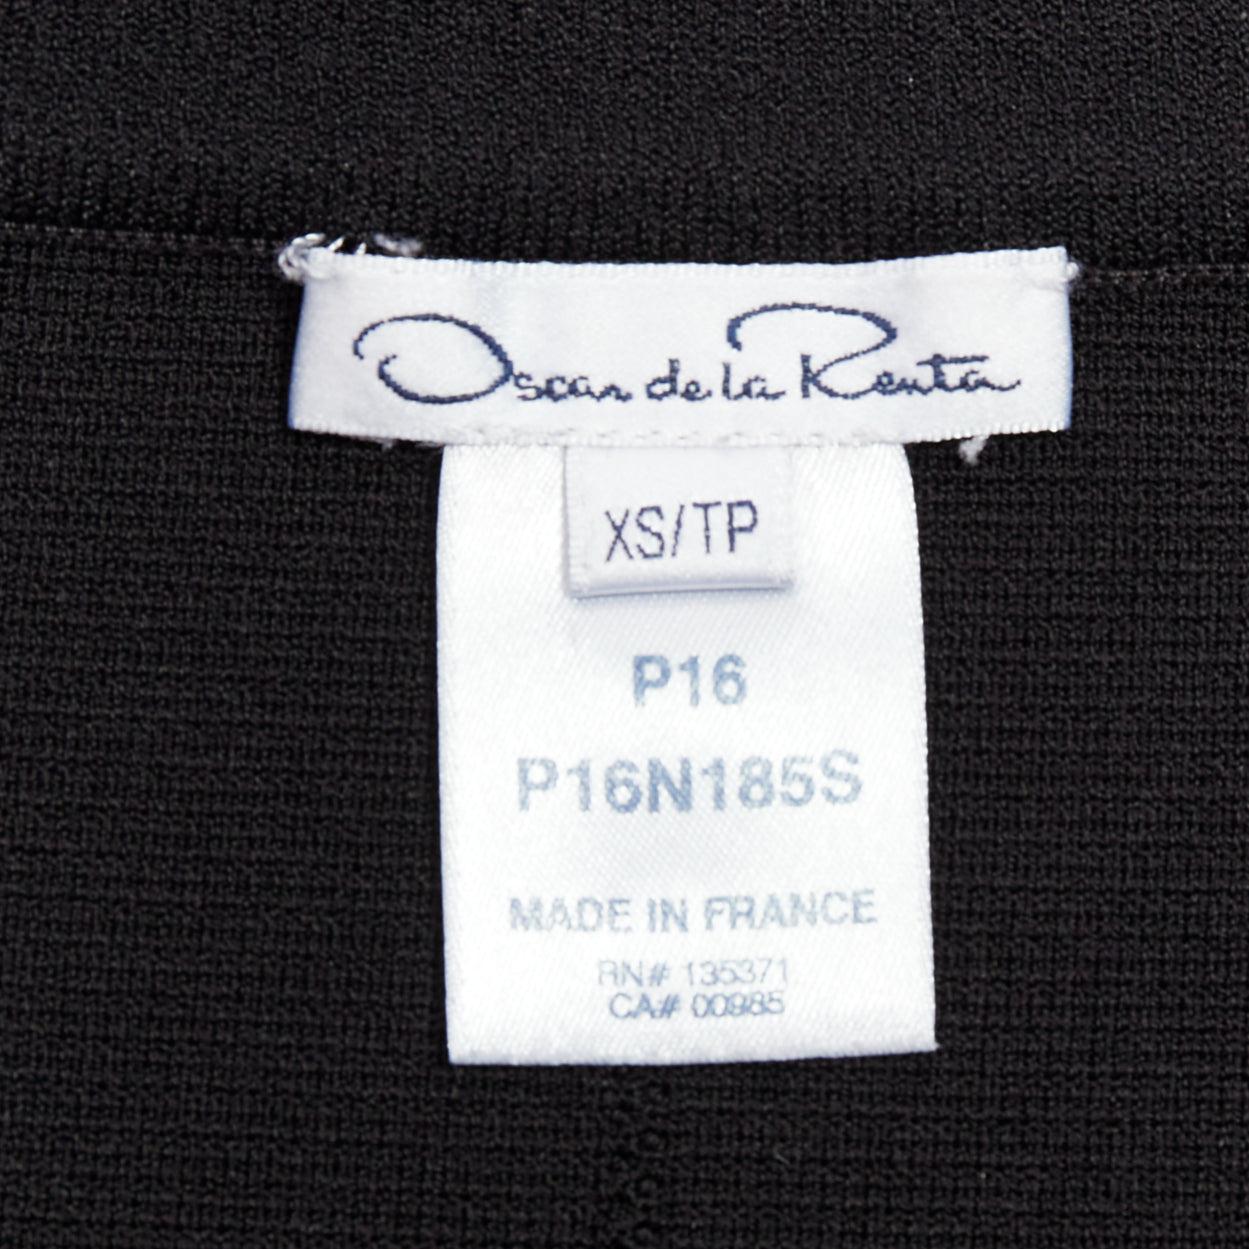 Oscar de la Renta
XS/TP
P16
P16N185S
MADE IN FRANCE
RN# 135371
CA# 00985